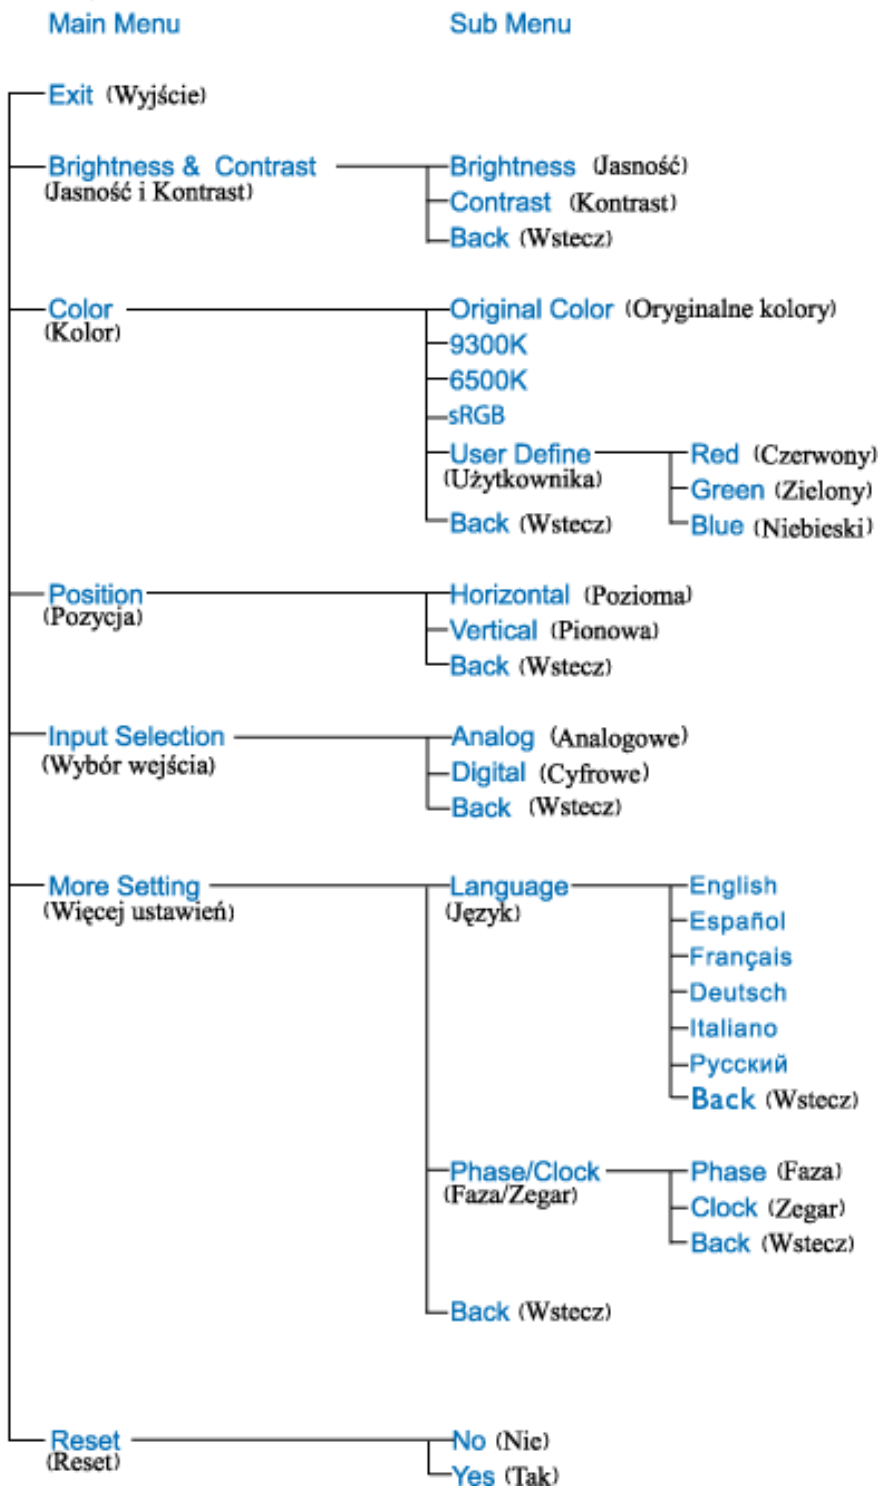 Main Menu Sub Menu
Exit (Wyjście)
Brightness & Contrast Brightness (Jasność)
(Jasność i Kontrast)
Contrast (Kontrast)
Back (Wstecz)
Color Original Color (Oryginalne kolory)
(Kolor)
9300K
6500K
sRGB
User Define Red (Czerwony)
(Użytkownika)
Green (Zielony)
Back (Wstecz) Blue (Niebieski)
Position Horizontal (Pozioma)
(Pozycja)
Vertical (Pionowa)
Back (Wstecz)
Input Selection Analog (Analogowe)
(Wybór wejścia) Digital (Cyfrowe)
Back (Wstecz)
More Setting Language English
(Więcej ustawień) (Język)
Español
Français
Deutsch
Italiano
Русский
Back (Wstecz)
Phase/Clock Phase (Faza)
(Faza/Zegar)
Clock (Zegar)
Back (Wstecz)
Back (Wstecz)
Reset No (Nie)
(Reset)
Yes (Tak)